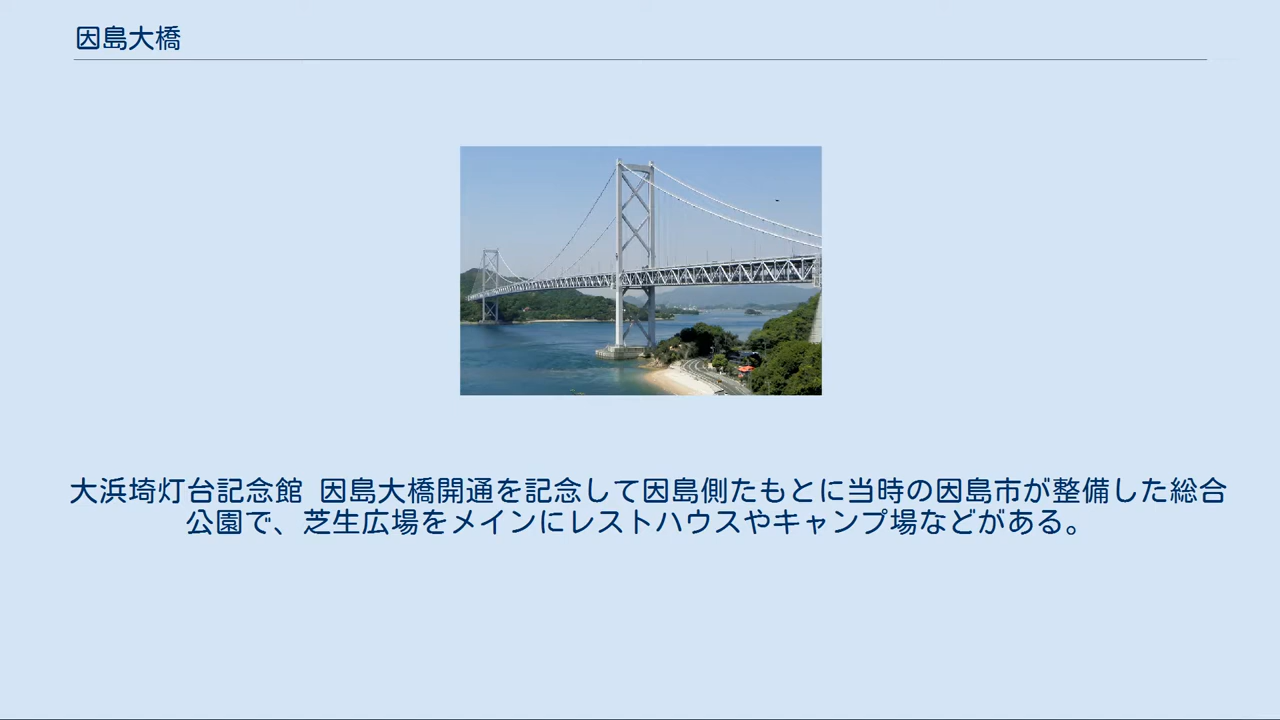 因島大橋
大浜埼灯台記念館 因島大橋開通を記念して因島側たもとに当時の因島市が整備した総合
公園で、芝生広場をメインにレストハウスやキャンプ場などがある。